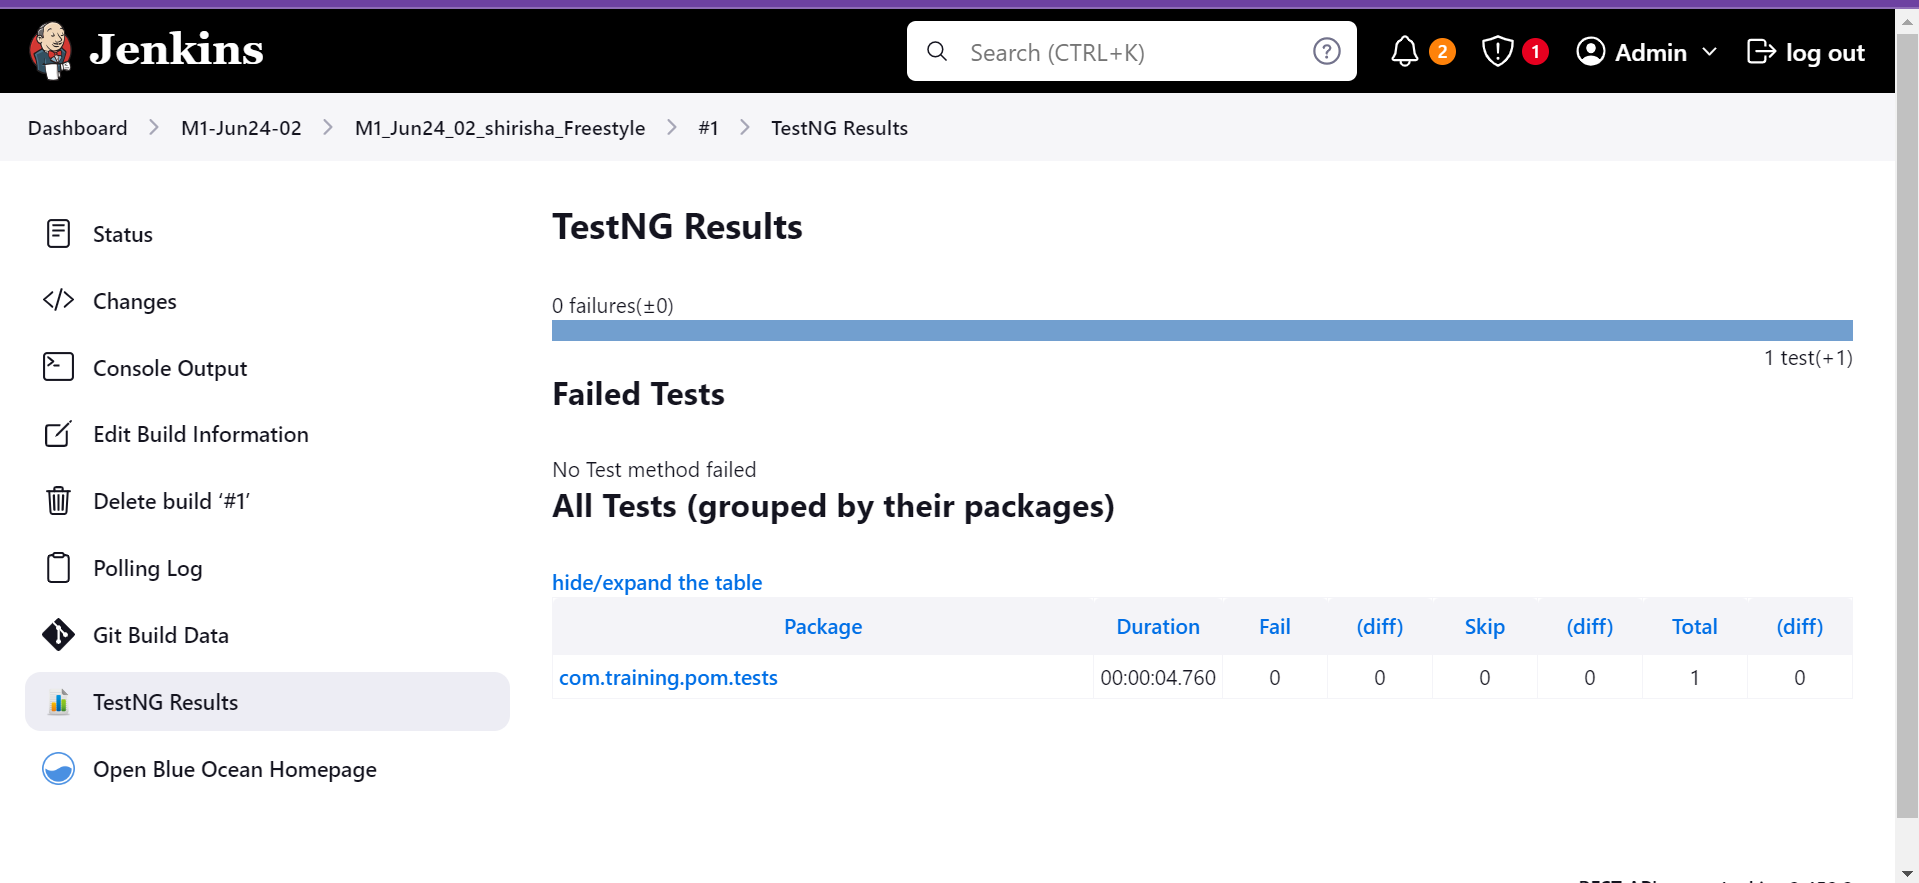 Jenkins
Search (CTRL+K)
2
1
Admin
log out
Dashboard
M1-Jun24-02
M1_Jun24_02_shirisha_Freestyle
#1
TestNG Results
Status
Changes
Console Output
Edit Build Information
Delete build ‘#1’
Polling Log
Git Build Data
TestNG Results
Open Blue Ocean Homepage
TestNG Results
0 failures(±0)
1 test(+1)
Failed Tests
No Test method failed
All Tests (grouped by their packages)
hide/expand the table
Package Duration Fail (diff) Skip (diff) Total (diff)
com.training.pom.tests 00:00:04.760 0 0 0 0 1 0